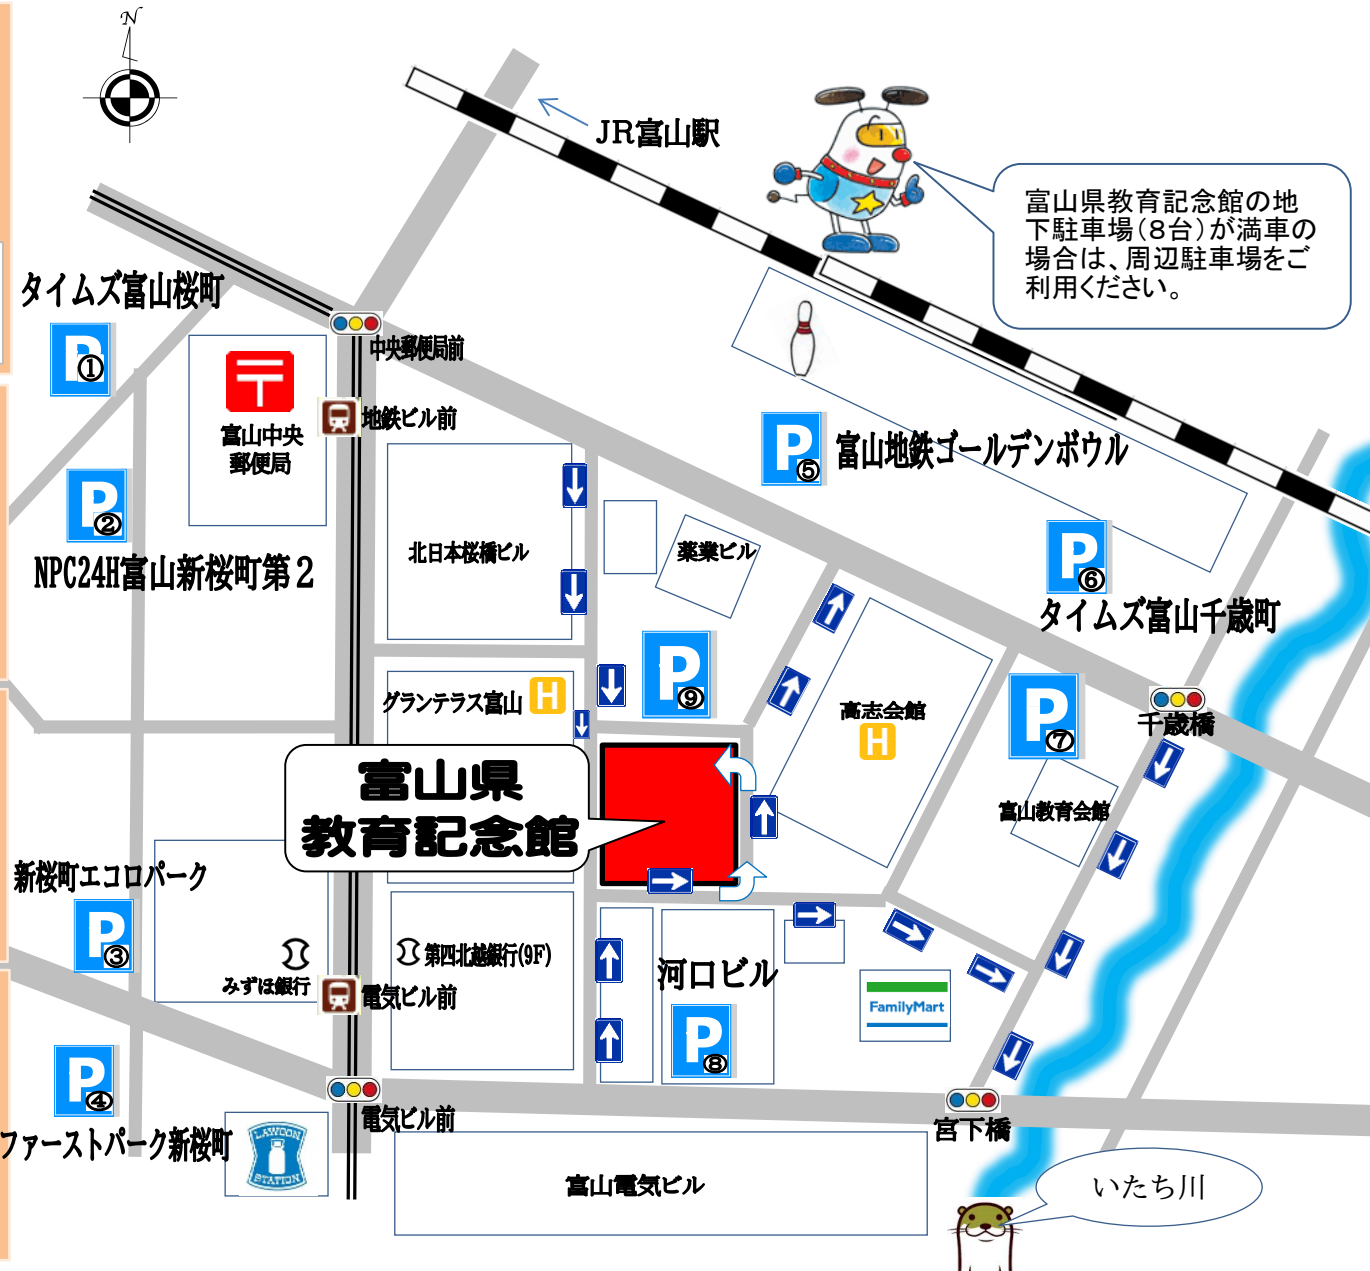 N
JR富山駅
富山県教育記念館の地
下駐車場(8台)が満車の
場合は、周辺駐車場をご
利用ください。
タイムズ富山桜町
P①
中央郵便局前
地鉄ビル前
〒
富山中央
郵便局
P⑤
富山地鉄ゴールデンボウル
P②
NPC24H富山新桜町第2
北日本桜橋ビル
薬業ビル
P⑥
タイムズ富山千歳町
P⑨
グランテラス富山
H
高志会館
H
P⑦
千歳橋
富山県
教育記念館
富山教育会館
新桜町エコロパーク
P③
みずほ銀行
第四北越銀行(9F)
電気ビル前
河口ビル
P⑧
FamilyMart
P④
ファーストパーク新桜町
電気ビル前
LAWSON
STATION
宮下橋
富山電気ビル
いたち川